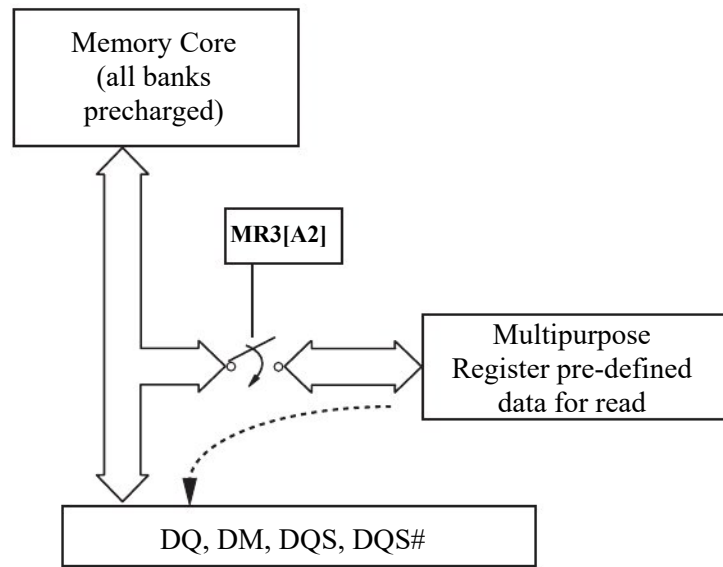 Memory Core
(all banks
precharged)
MR3[A2]
Multipurpose
Register pre-defined
data for read
DQ, DM, DQS, DQS#